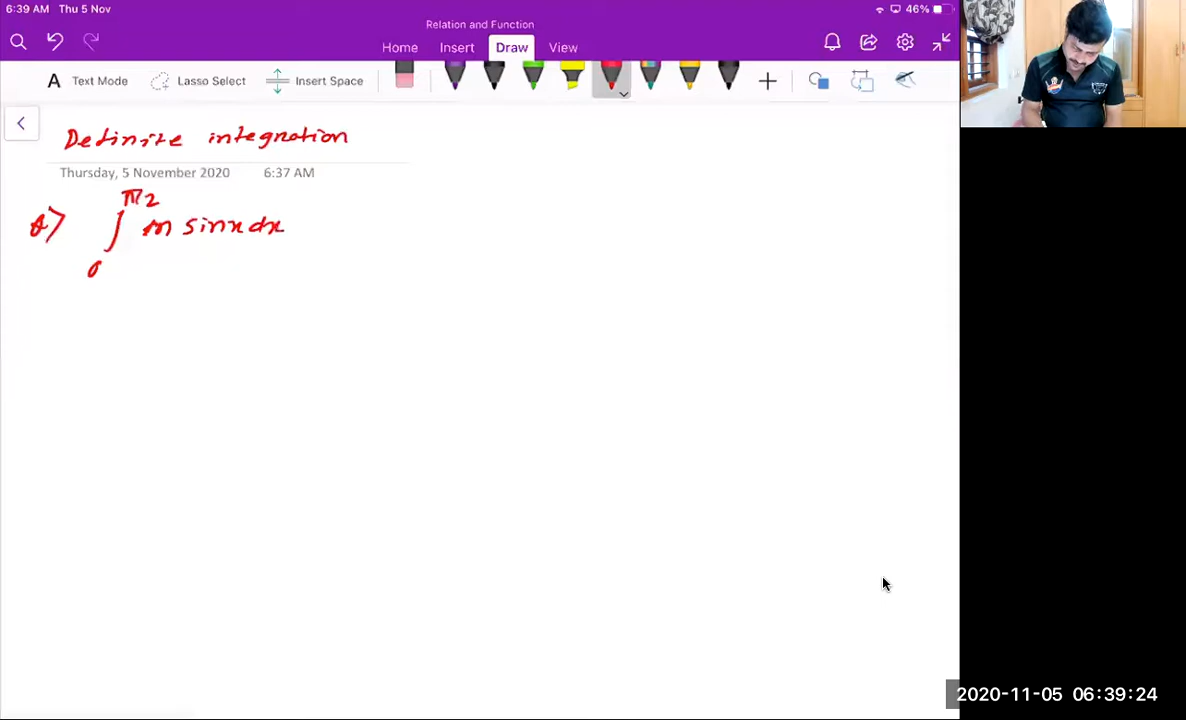 6:39 AM Thu 5 Nov
46%
Relation and Function
Home Insert Draw View
A Text Mode Lasso Select Insert Space
Definite integration
Thursday, 5 November 2020 6:37 AM
π/2
∫ sinx dx
0
2020-11-05 06:39:24